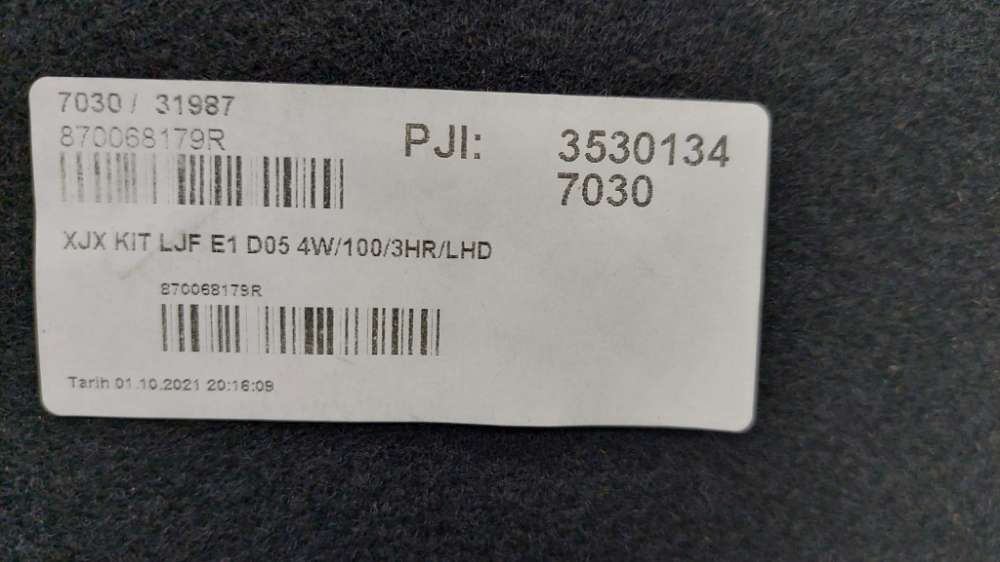 7030 / 31987
870068179R
PJI: 3530134
7030
XJX KIT LJF E1 D05 4W/100/3HR/LHD
870068179R
Tarih 01.10.2021 20:16:09